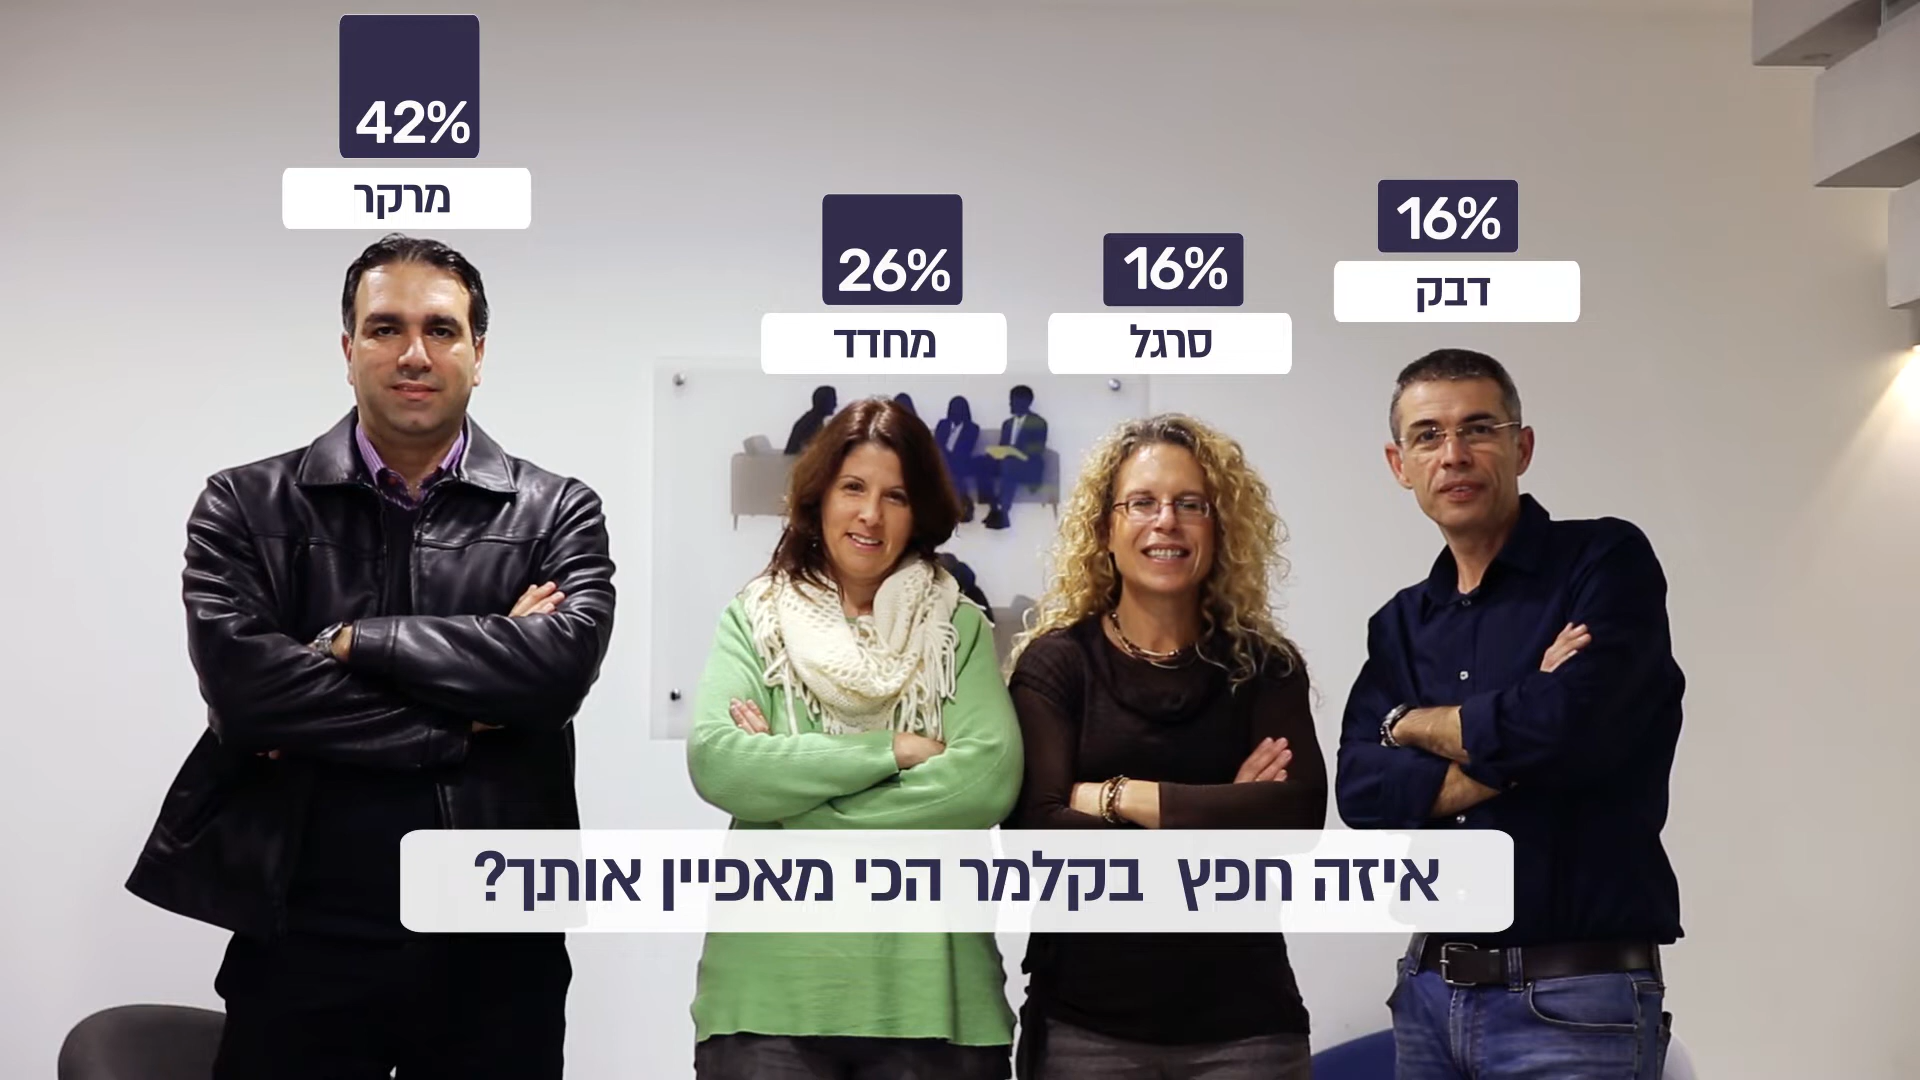 42%
מרקר
26%
מחדד
16%
סרגל
16%
דבק
איזה חפץ בקלמר הכי מאפיין אותך?